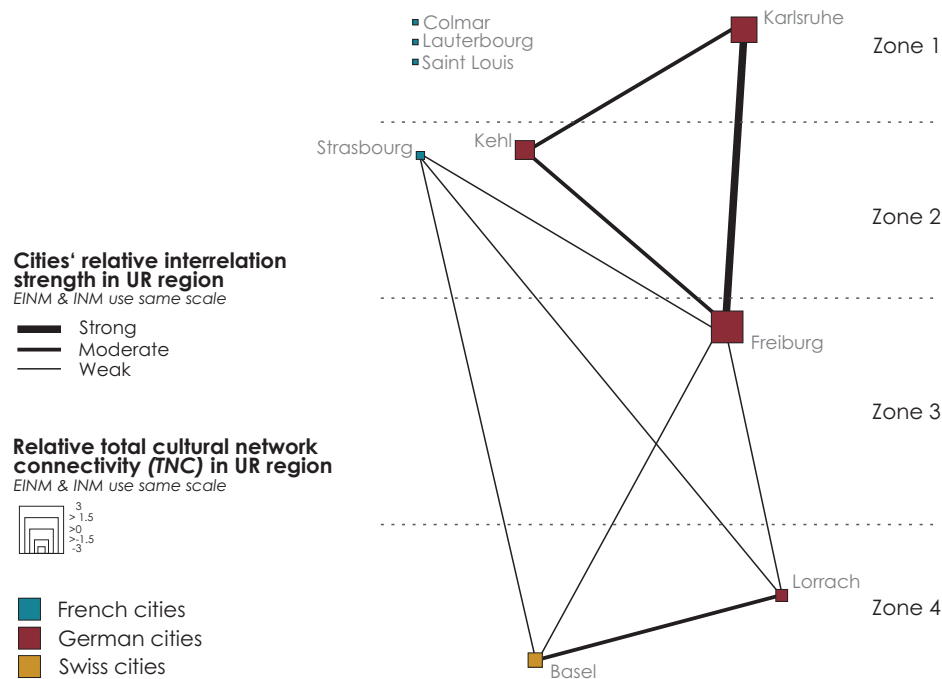 Colmar
Lauterbourg
Saint Louis
Karlsruhe
Zone 1
Strasbourg
Kehl
Zone 2
Cities‘ relative interrelation
strength in UR region
EINM & INM use same scale
Strong
Moderate
Weak
Freiburg
Zone 3
Relative total cultural network
connectivity (TNC) in UR region
EINM & INM use same scale
3
> 1.5
>0
>-1.5
-3
Lorrach
Zone 4
French cities
German cities
Swiss cities
Basel